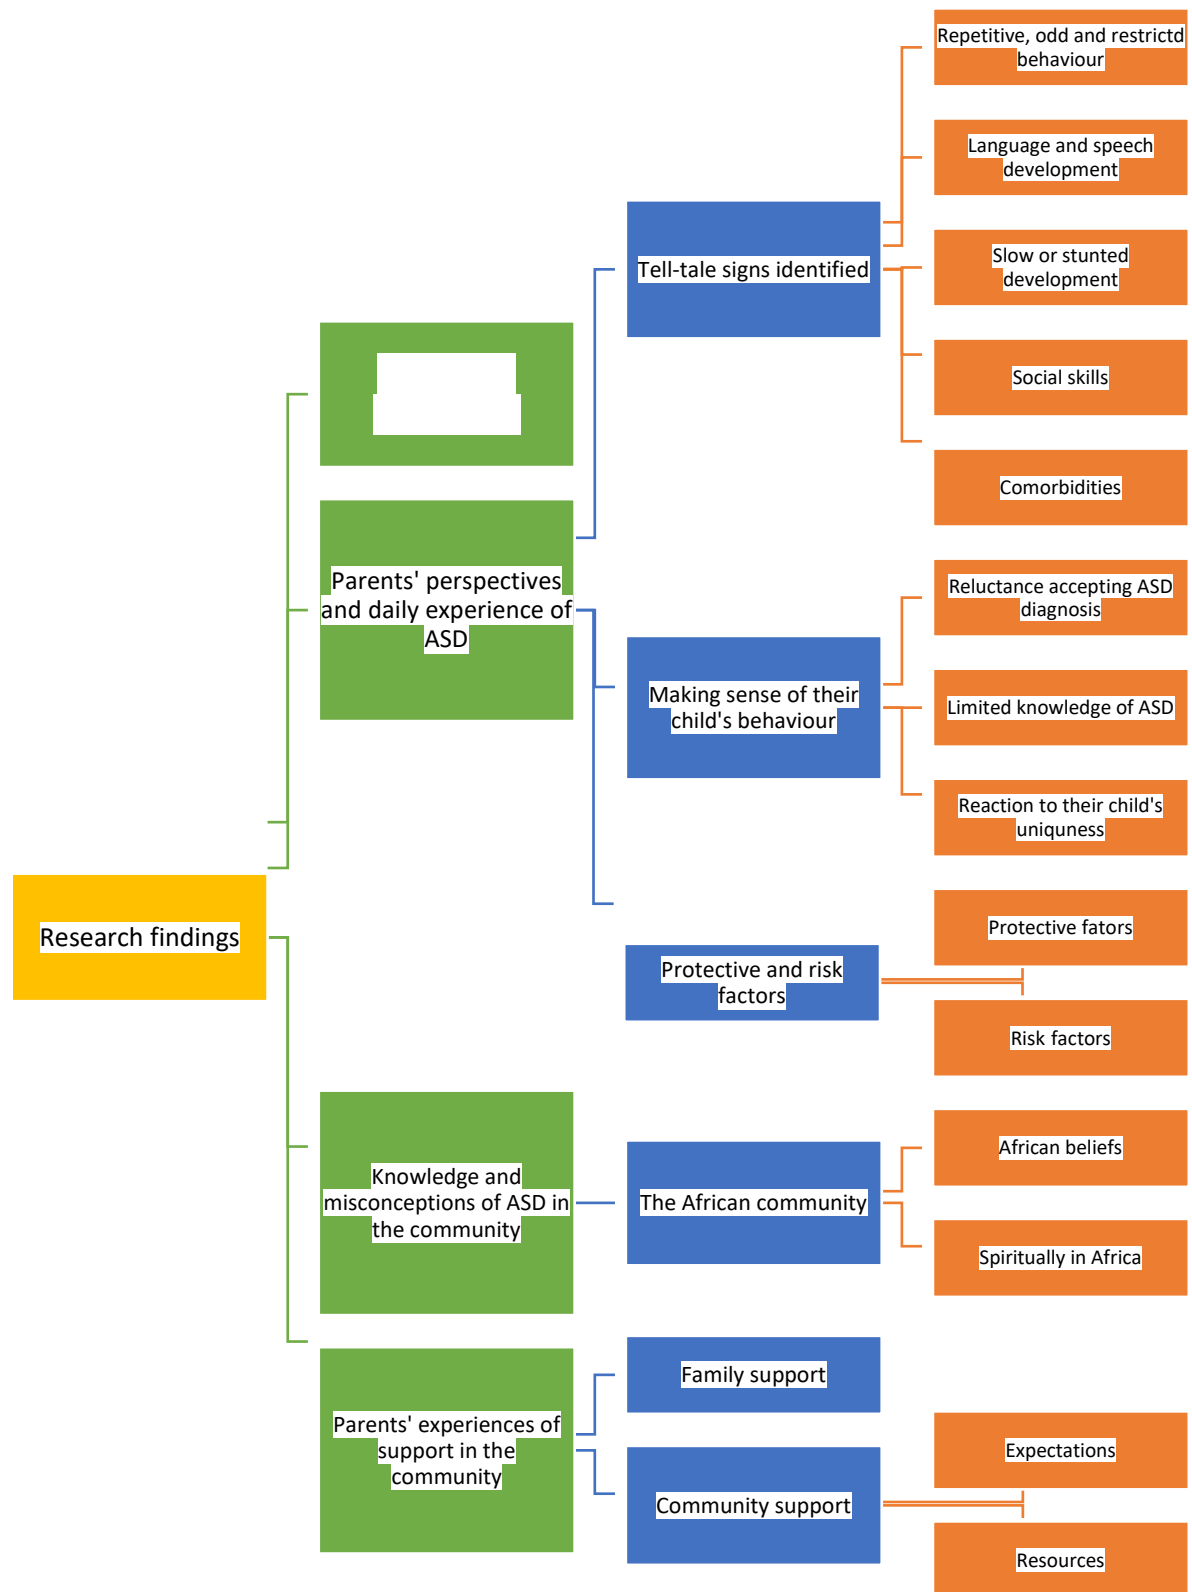 Research findings
Parents' perspectives
and daily experience of
ASD
Tell-tale signs identified
Repetitive, odd and restrictd
behaviour
Language and speech
development
Slow or stunted
development
Social skills
Comorbidities
Making sense of their
child's behaviour
Reluctance accepting ASD
diagnosis
Limited knowledge of ASD
Reaction to their child's
uniquness
Protective and risk
factors
Protective fators
Risk factors
Knowledge and
misconceptions of ASD in
the community
The African community
African beliefs
Spiritually in Africa
Parents' experiences of
support in the
community
Family support
Community support
Expectations
Resources